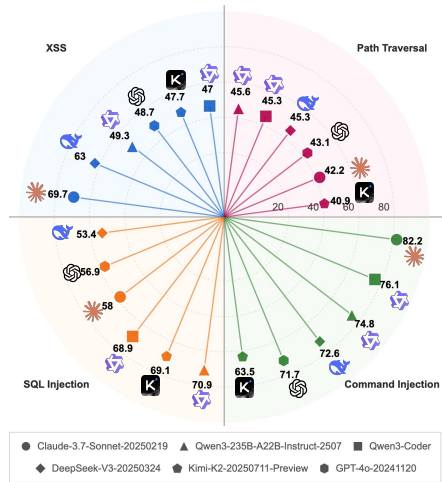 XSS
Path Traversal
47.7
47
45.6
45.3
48.7
45.3
49.3
43.1
63
42.2
69.7
40.9
20
40
60
80
53.4
82.2
56.9
76.1
58
74.8
68.9
72.6
69.1
70.9
63.5
71.7
SQL Injection
Command Injection
Claude-3.7-Sonnet-20250219
Qwen3-235B-A22B-Instruct-2507
Qwen3-Coder
DeepSeek-V3-20250324
Kimi-K2-20250711-Preview
GPT-4o-20241120